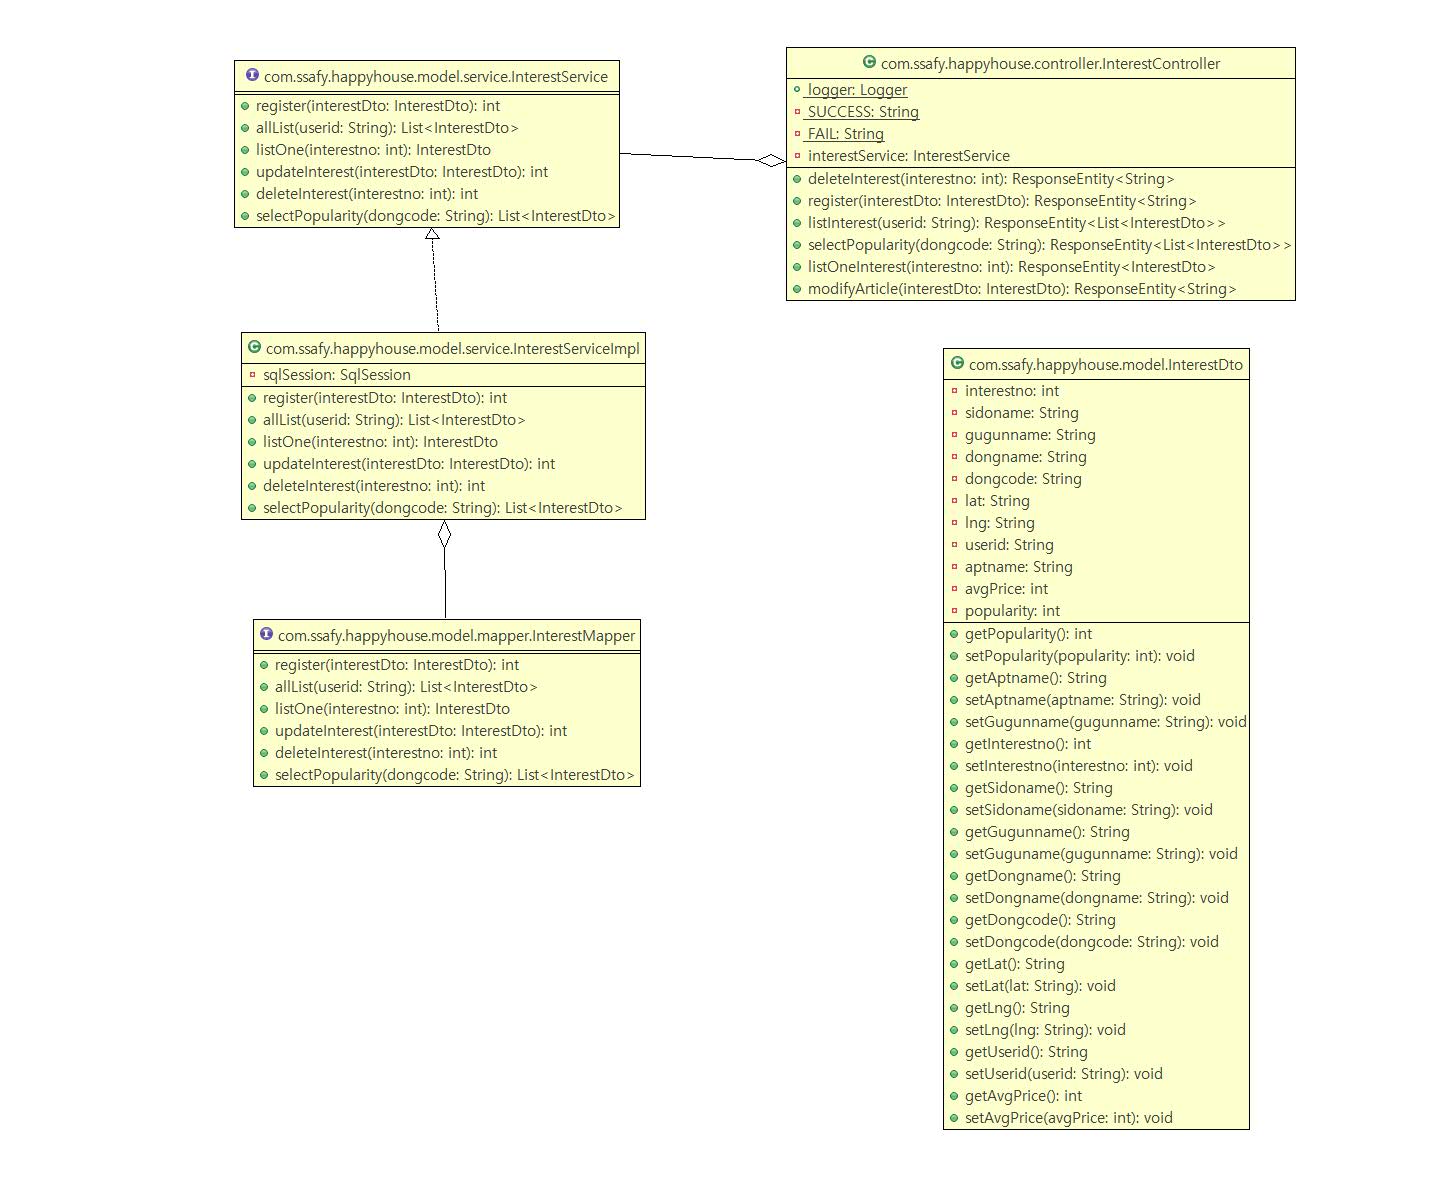 com.ssafy.happyhouse.model.service.InterestService
register(interestDto: InterestDto): int
allList(userid: String): List<InterestDto>
listOne(interestno: int): InterestDto
updateInterest(interestDto: InterestDto): int
deleteInterest(interestno: int): int
selectPopularity(dongcode: String): List<InterestDto>
com.ssafy.happyhouse.controller.InterestController
logger: Logger
SUCCESS: String
FAIL: String
interestService: InterestService
deleteInterest(interestno: int): ResponseEntity<String>
register(interestDto: InterestDto): ResponseEntity<String>
listInterest(userid: String): ResponseEntity<List<InterestDto>>
selectPopularity(dongcode: String): ResponseEntity<List<InterestDto>>
listOneInterest(interestno: int): ResponseEntity<InterestDto>
modifyArticle(interestDto: InterestDto): ResponseEntity<String>
com.ssafy.happyhouse.model.service.InterestServiceImpl
sqlSession: SqlSession
register(interestDto: InterestDto): int
allList(userid: String): List<InterestDto>
listOne(interestno: int): InterestDto
updateInterest(interestDto: InterestDto): int
deleteInterest(interestno: int): int
selectPopularity(dongcode: String): List<InterestDto>
com.ssafy.happyhouse.model.mapper.InterestMapper
register(interestDto: InterestDto): int
allList(userid: String): List<InterestDto>
listOne(interestno: int): InterestDto
updateInterest(interestDto: InterestDto): int
deleteInterest(interestno: int): int
selectPopularity(dongcode: String): List<InterestDto>
com.ssafy.happyhouse.model.InterestDto
interestno: int
sidoname: String
gugunname: String
dongname: String
dongcode: String
lat: String
lng: String
userid: String
aptname: String
avgPrice: int
popularity: int
getPopularity(): int
setPopularity(popularity: int): void
getAptname(): String
setAptname(aptname: String): void
setGugunname(gugunname: String): void
getInterestno(): int
setInterestno(interestno: int): void
getSidoname(): String
setSidoname(sidoname: String): void
getGugunname(): String
setGuguname(gugunname: String): void
getDongname(): String
setDongname(dongname: String): void
getDongcode(): String
setDongcode(dongcode: String): void
getLat(): String
setLat(lat: String): void
getLng(): String
setLng(lng: String): void
getUserid(): String
setUserid(userid: String): void
getAvgPrice(): int
setAvgPrice(avgPrice: int): void